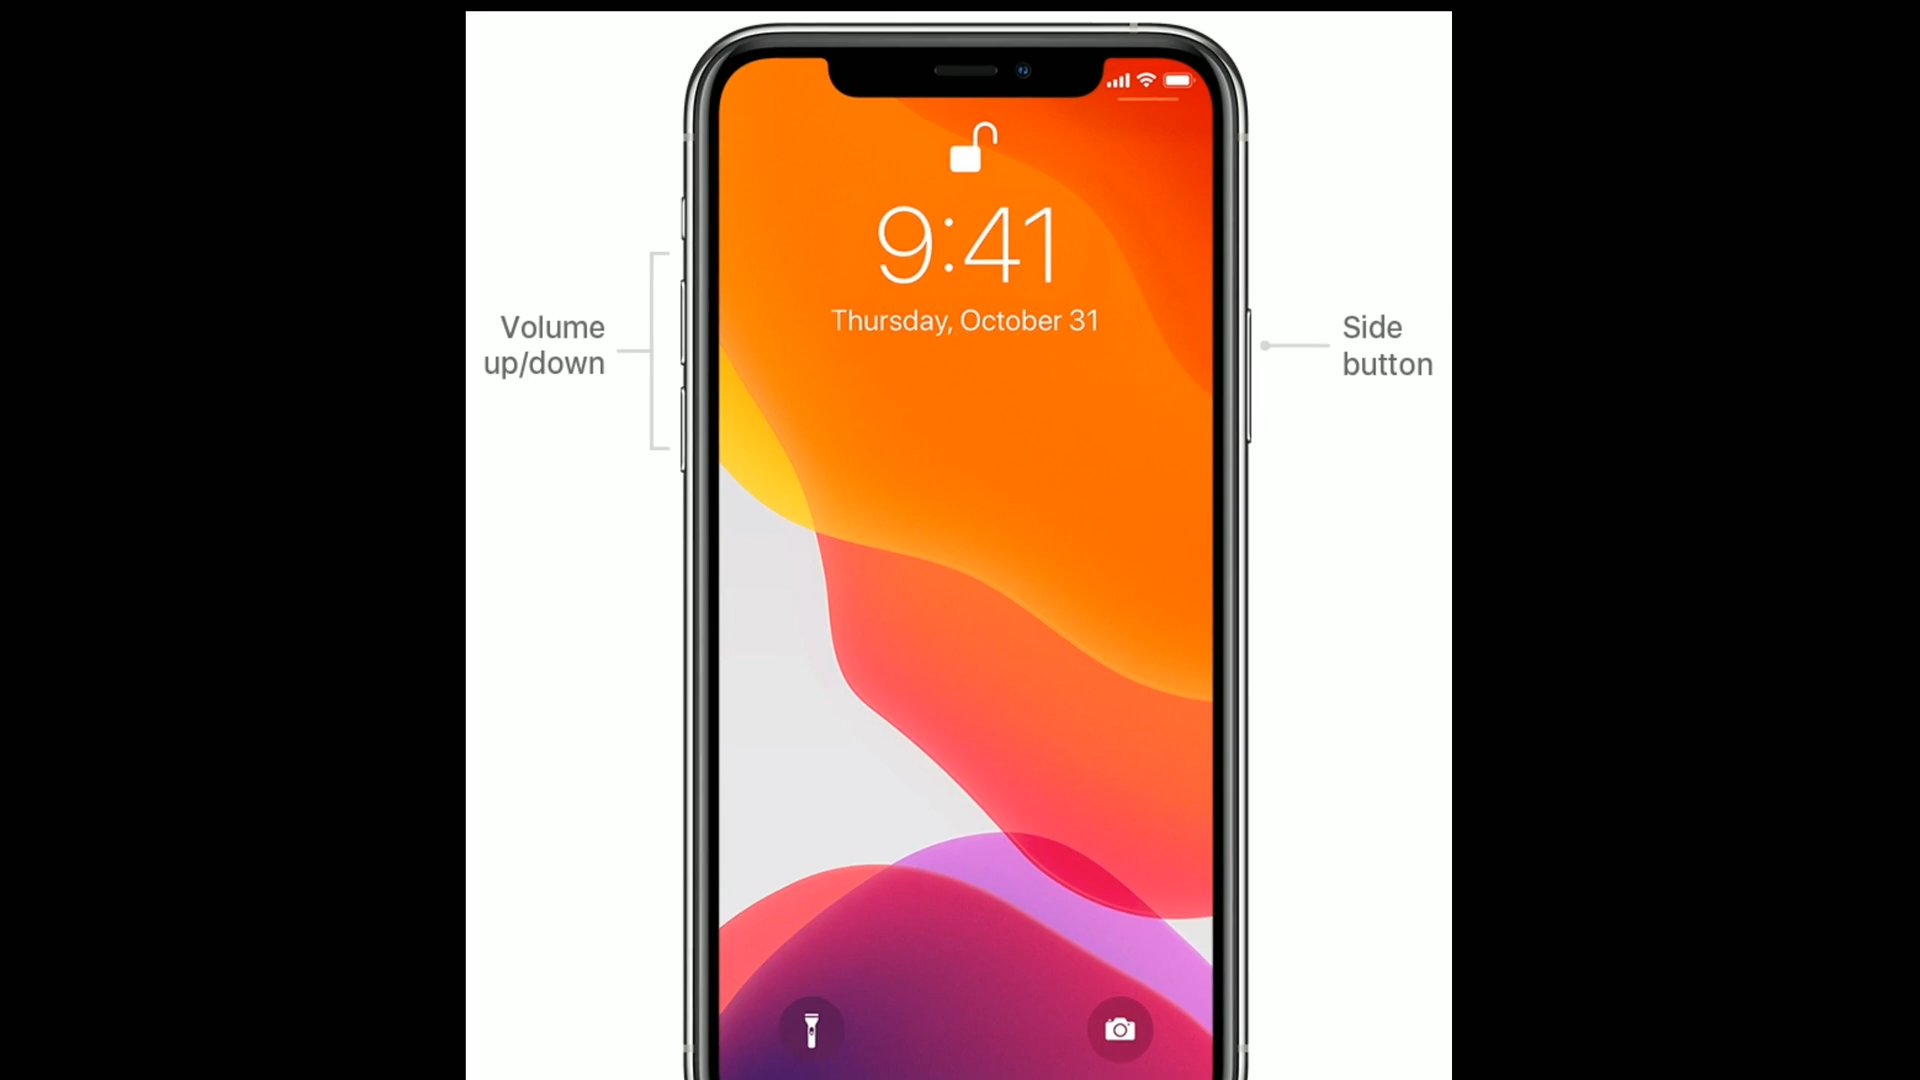 9:41
Thursday, October 31
Volume
up/down
Side
button